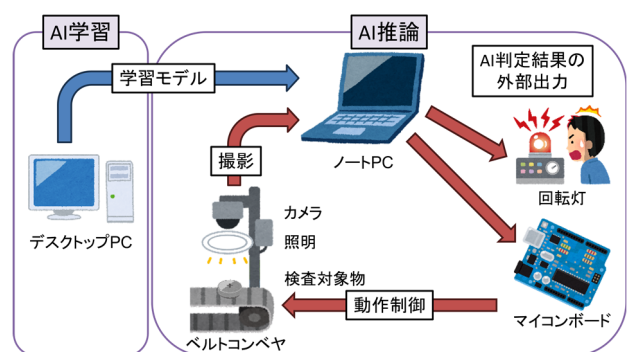 AI学習
AI推論
学習モデル
AI判定結果の
外部出力
撮影
ノートPC
回転灯
デスクトップPC
カメラ
照明
検査対象物
動作制御
マイコンボード
ベルトコンベヤ